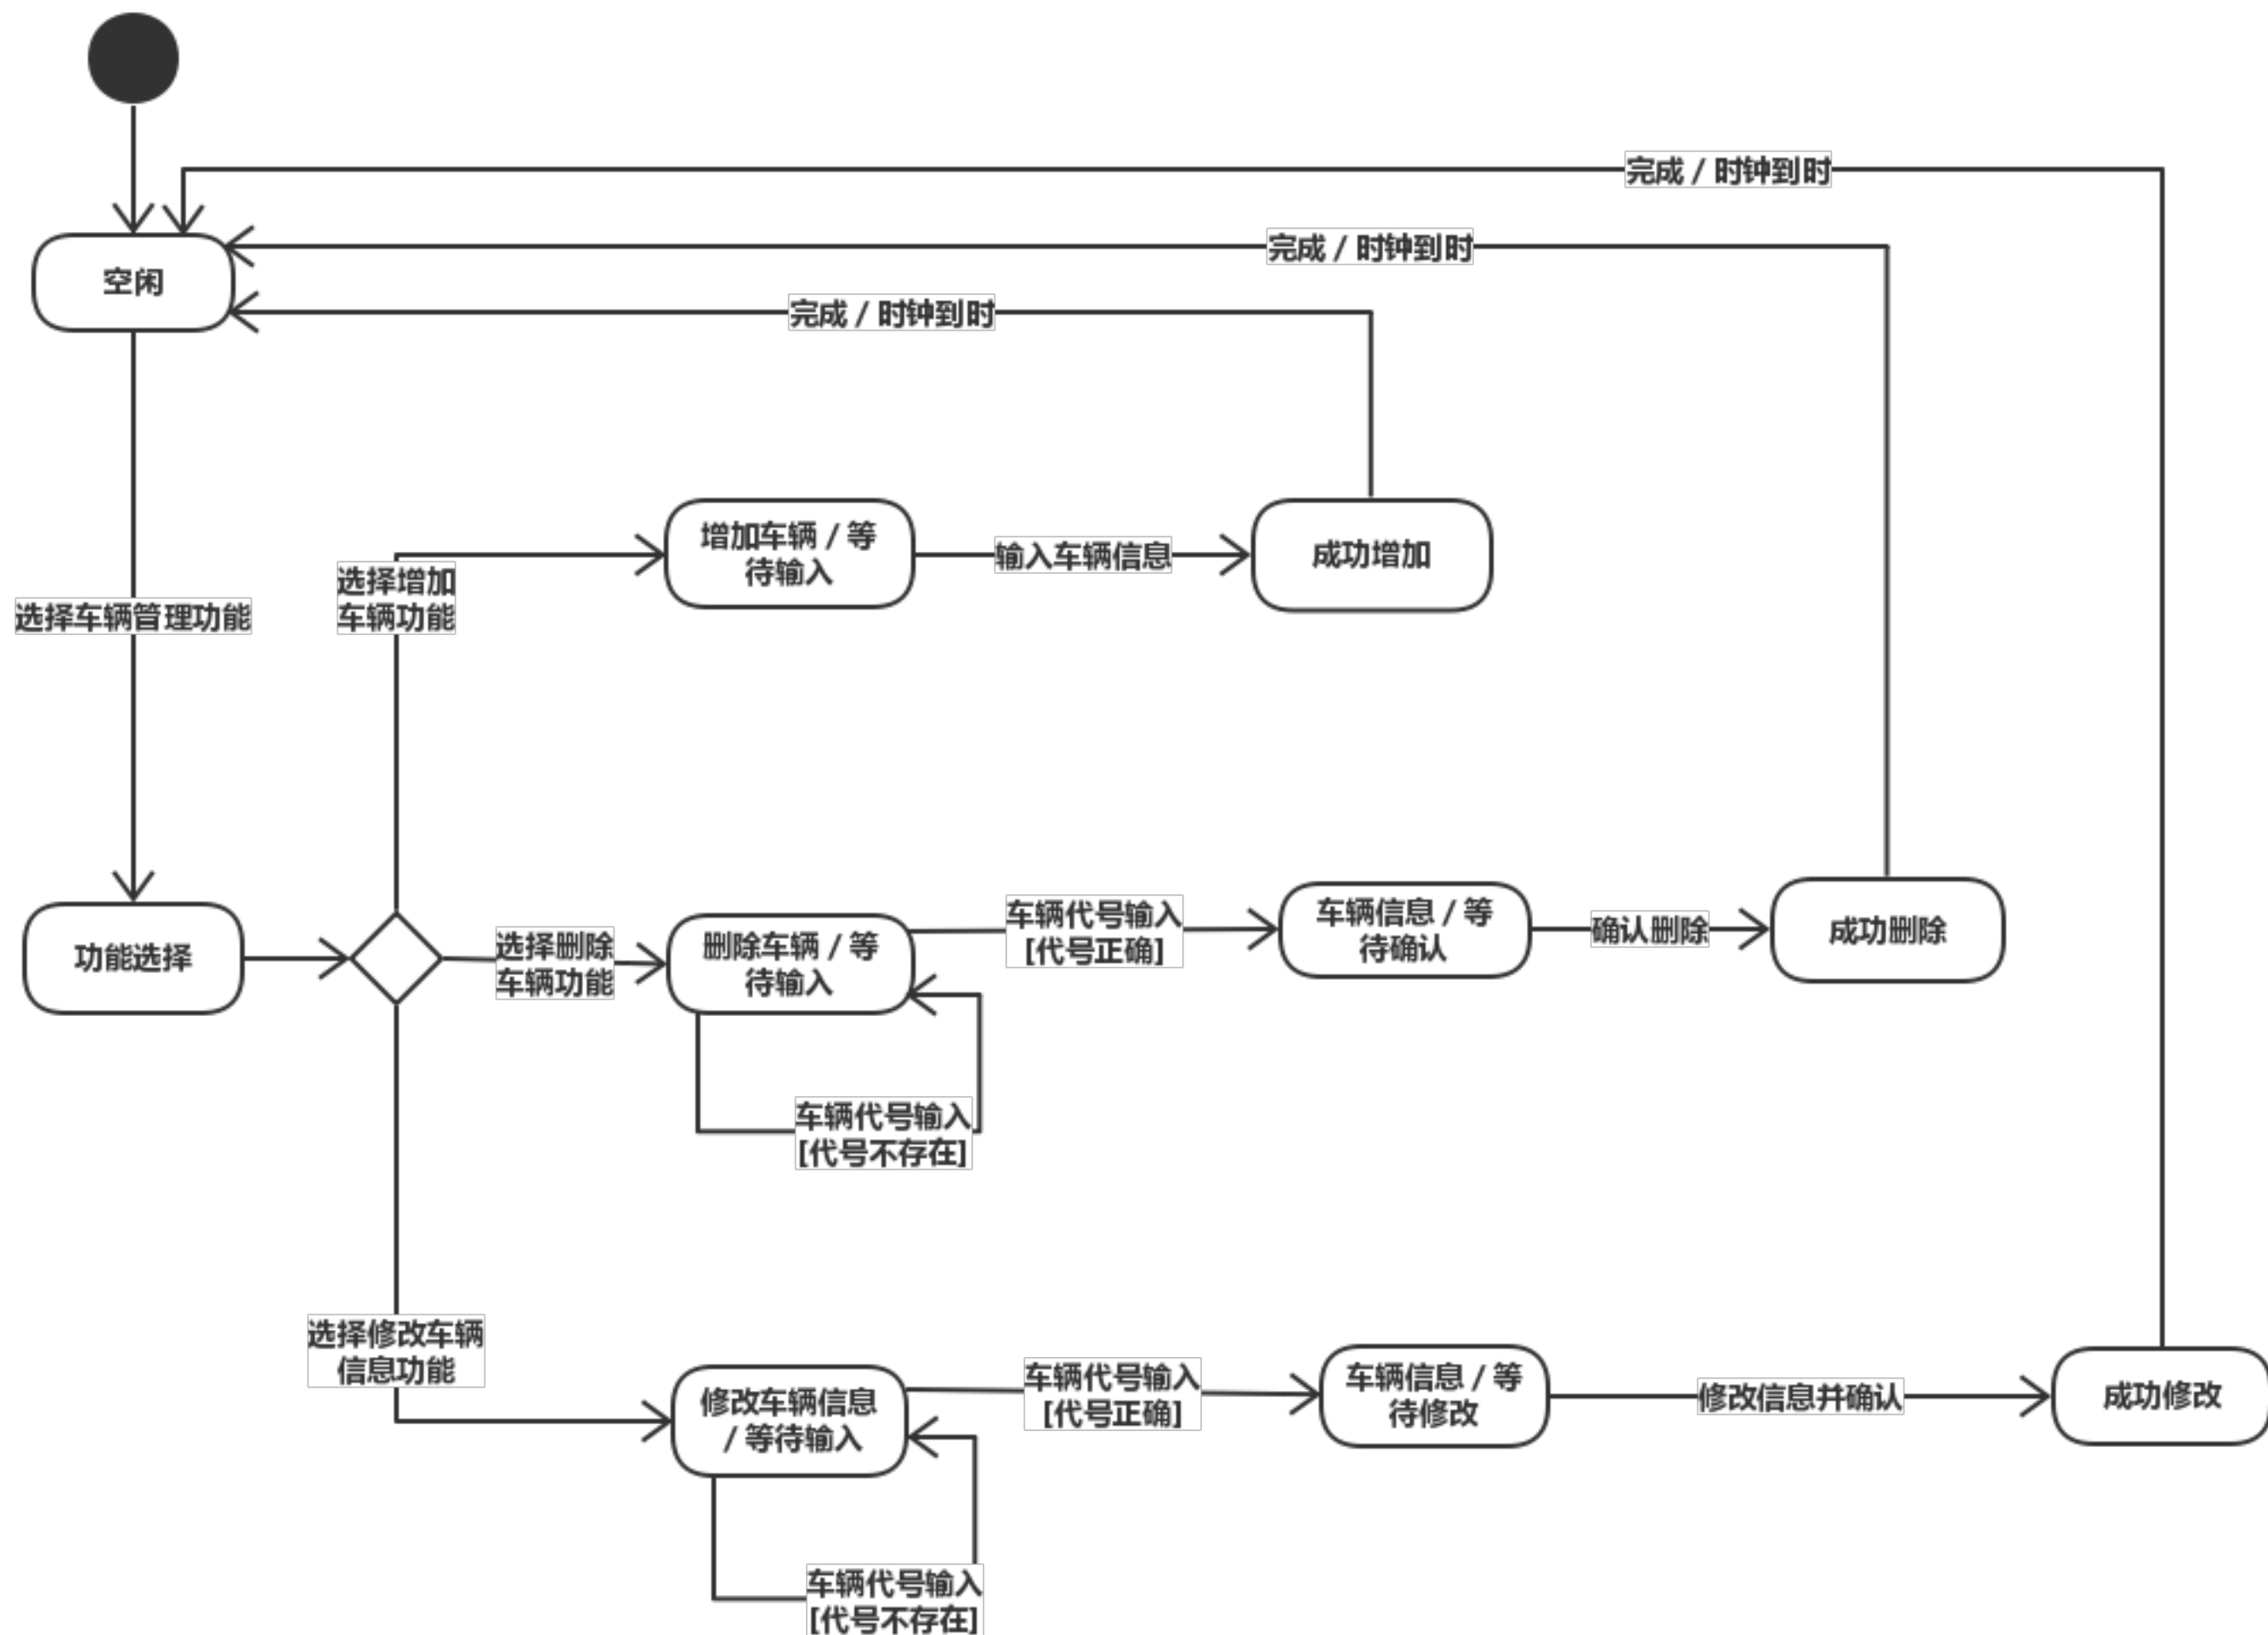 完成 / 时钟到时
完成 / 时钟到时
空闲
完成 / 时钟到时
增加车辆 / 等
待输入
输入车辆信息
成功增加
选择增加
车辆功能
选择车辆管理功能
车辆信息 / 等
待确认
车辆代号输入
[代号正确]
确认删除
成功删除
功能选择
选择删除
车辆功能
删除车辆 / 等
待输入
车辆代号输入
[代号不存在]
选择修改车辆
信息功能
修改车辆信息
/ 等待输入
车辆代号输入
[代号正确]
车辆信息 / 等
待修改
修改信息并确认
成功修改
车辆代号输入
[代号不存在]